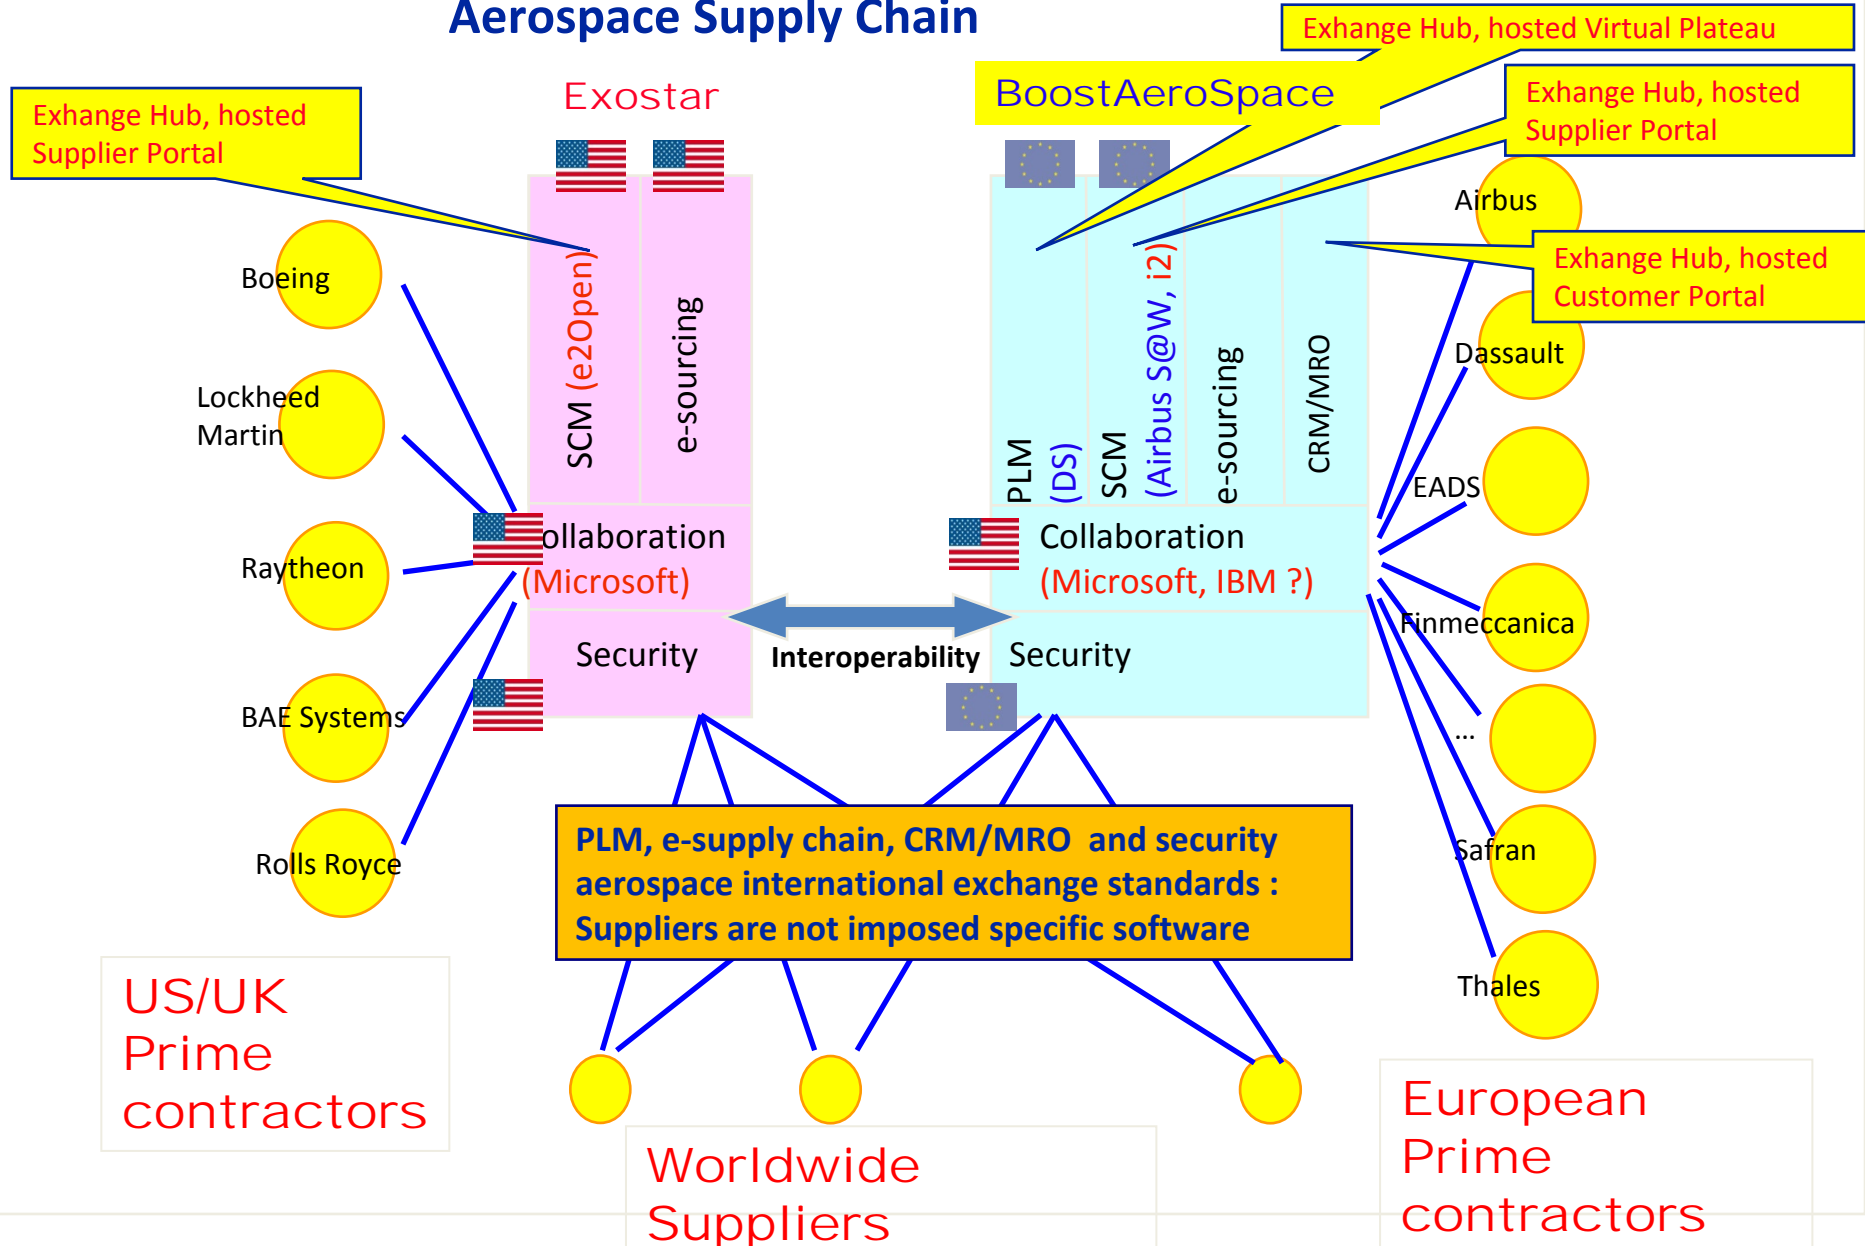 Aerospace Supply Chain
Exhange Hub, hosted Virtual Plateau
Exostar
BoostAeroSpace
Exhange Hub, hosted
Supplier Portal
Exhange Hub, hosted
Supplier Portal
Exhange Hub, hosted
Customer Portal
Boeing
Lockheed
Martin
Raytheon
BAE Systems
Rolls Royce
SCM (e2Open)
e-sourcing
ollaboration
(Microsoft)
Security
Interoperability
PLM
(DS)
SCM
(Airbus S@W, i2)
e-sourcing
CRM/MRO
Collaboration
(Microsoft, IBM ?)
Security
Airbus
Dassault
EADS
Finmeccanica
...
Safran
Thales
PLM, e-supply chain, CRM/MRO and security
aerospace international exchange standards :
Suppliers are not imposed specific software
US/UK
Prime
contractors
Worldwide
Suppliers
European
Prime
contractors